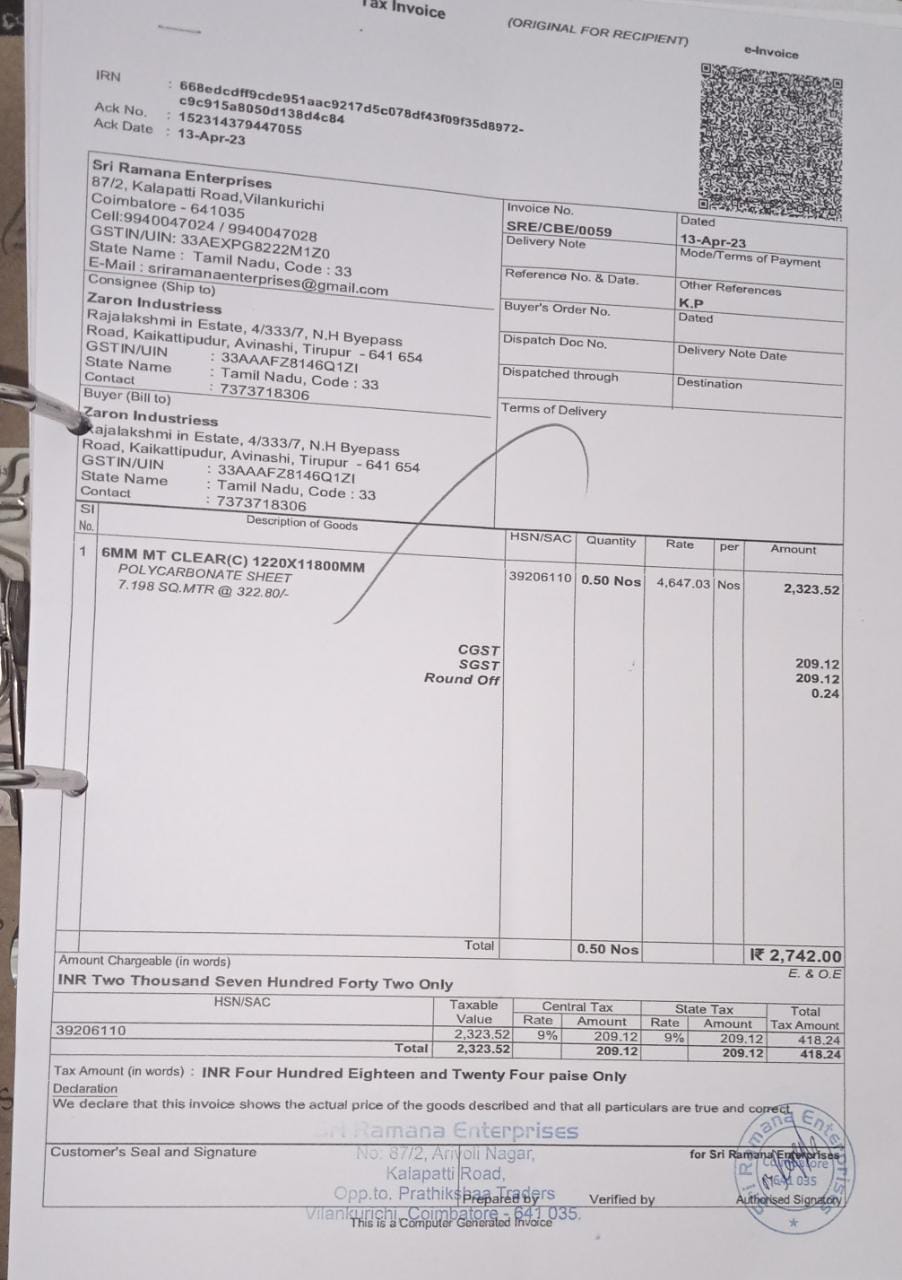 Tax Invoice
(ORIGINAL FOR RECIPIENT)
e-Invoice
IRN : 668edcdff9cde951aac9217d5c078df43f09f35d8972-
c9c915a8050d138d4c84
Ack No. : 152314379447055
Ack Date : 13-Apr-23
Sri Ramana Enterprises
87/2, Kalapatti Road,Vilankurichi
Coimbatore - 641035
Cell:9940047024 / 9940047028
GSTIN/UIN: 33AEXPG8222M1Z0
State Name : Tamil Nadu, Code : 33
E-Mail : sriramanaenterprises@gmail.com
Consignee (Ship to)
Zaron Industriess
Rajalakshmi in Estate, 4/333/7, N.H Byepass
Road, Kaikattipudur, Avinashi, Tirupur - 641 654
GSTIN/UIN : 33AAAFZ8146Q1ZI
State Name : Tamil Nadu, Code : 33
Contact : 7373718306
Buyer (Bill to)
Zaron Industriess
Rajalakshmi in Estate, 4/333/7, N.H Byepass
Road, Kaikattipudur, Avinashi, Tirupur - 641 654
GSTIN/UIN : 33AAAFZ8146Q1ZI
State Name : Tamil Nadu, Code : 33
Contact : 7373718306
Invoice No. Dated
SRE/CBE/0059 13-Apr-23
Delivery Note Mode/Terms of Payment
Reference No. & Date. Other References
K.P
Buyer's Order No. Dated
Dispatch Doc No. Delivery Note Date
Dispatched through Destination
Terms of Delivery
Sl No. Description of Goods HSN/SAC Quantity Rate per Amount
1 6MM MT CLEAR(C) 1220X11800MM 39206110 0.50 Nos 4,647.03 Nos 2,323.52
POLYCARBONATE SHEET
7.198 SQ.MTR @ 322.80/-
CGST 209.12
SGST 209.12
Round Off 0.24
Total 0.50 Nos I₹ 2,742.00
Amount Chargeable (in words) E. & O.E
INR Two Thousand Seven Hundred Forty Two Only
HSN/SAC Taxable Value Central Tax State Tax Total Tax Amount
Rate Amount Rate Amount
39206110 2,323.52 9% 209.12 9% 209.12 418.24
Total 2,323.52 209.12 209.12 418.24
Tax Amount (in words) : INR Four Hundred Eighteen and Twenty Four paise Only
Declaration
We declare that this invoice shows the actual price of the goods described and that all particulars are true and correct.
Sri Ramana Enterprises
No: 87/2, Arivoli Nagar,
Kalapatti Road,
Opp.to. Prathikshaa Traders
Vilankurichi, Coimbatore - 641 035.
Customer's Seal and Signature
for Sri Ramana Enterprises
Prepared by Verified by Authorised Signatory
Sri Ramana Enterprises
Coimbatore
641 035
This is a Computer Generated Invoice